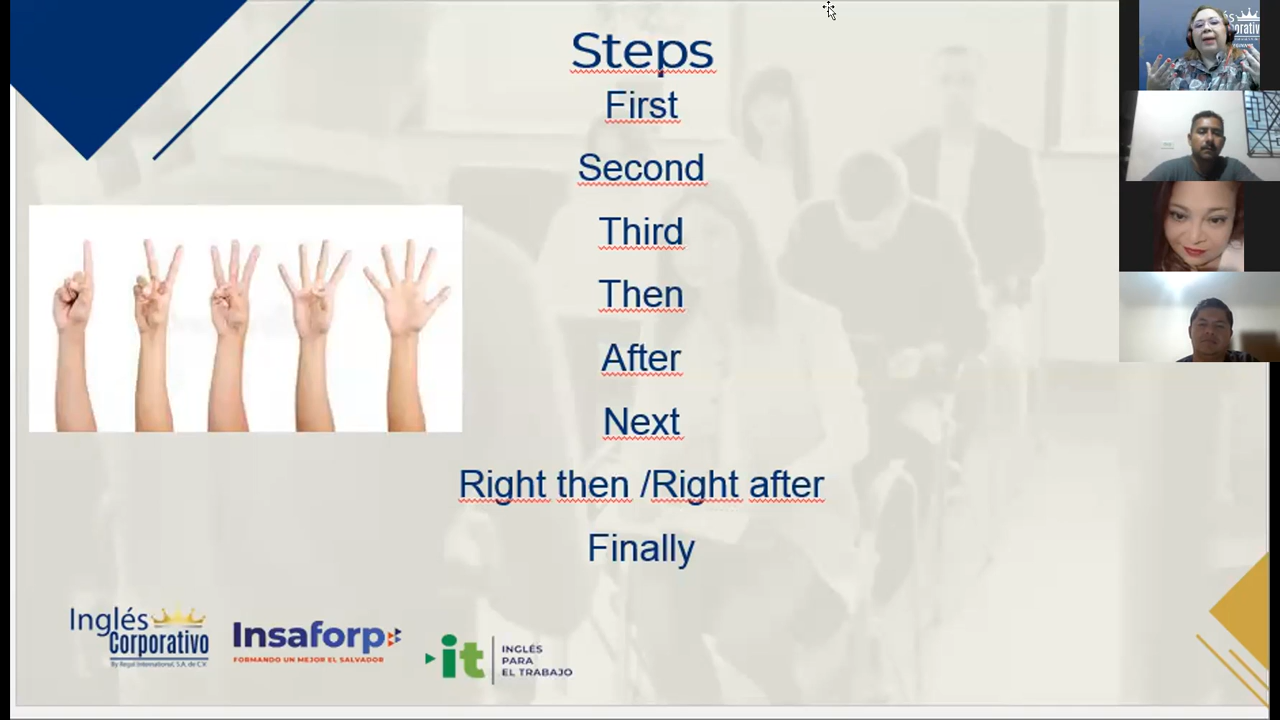 Steps
First
Second
Third
Then
After
Next
Right then /Right after
Finally
Inglés
Corporativo
By Regal International, S.A. de C.V.
Insaforp
FORMANDO UN MEJOR EL SALVADOR
it
INGLÉS
PARA
EL TRABAJO